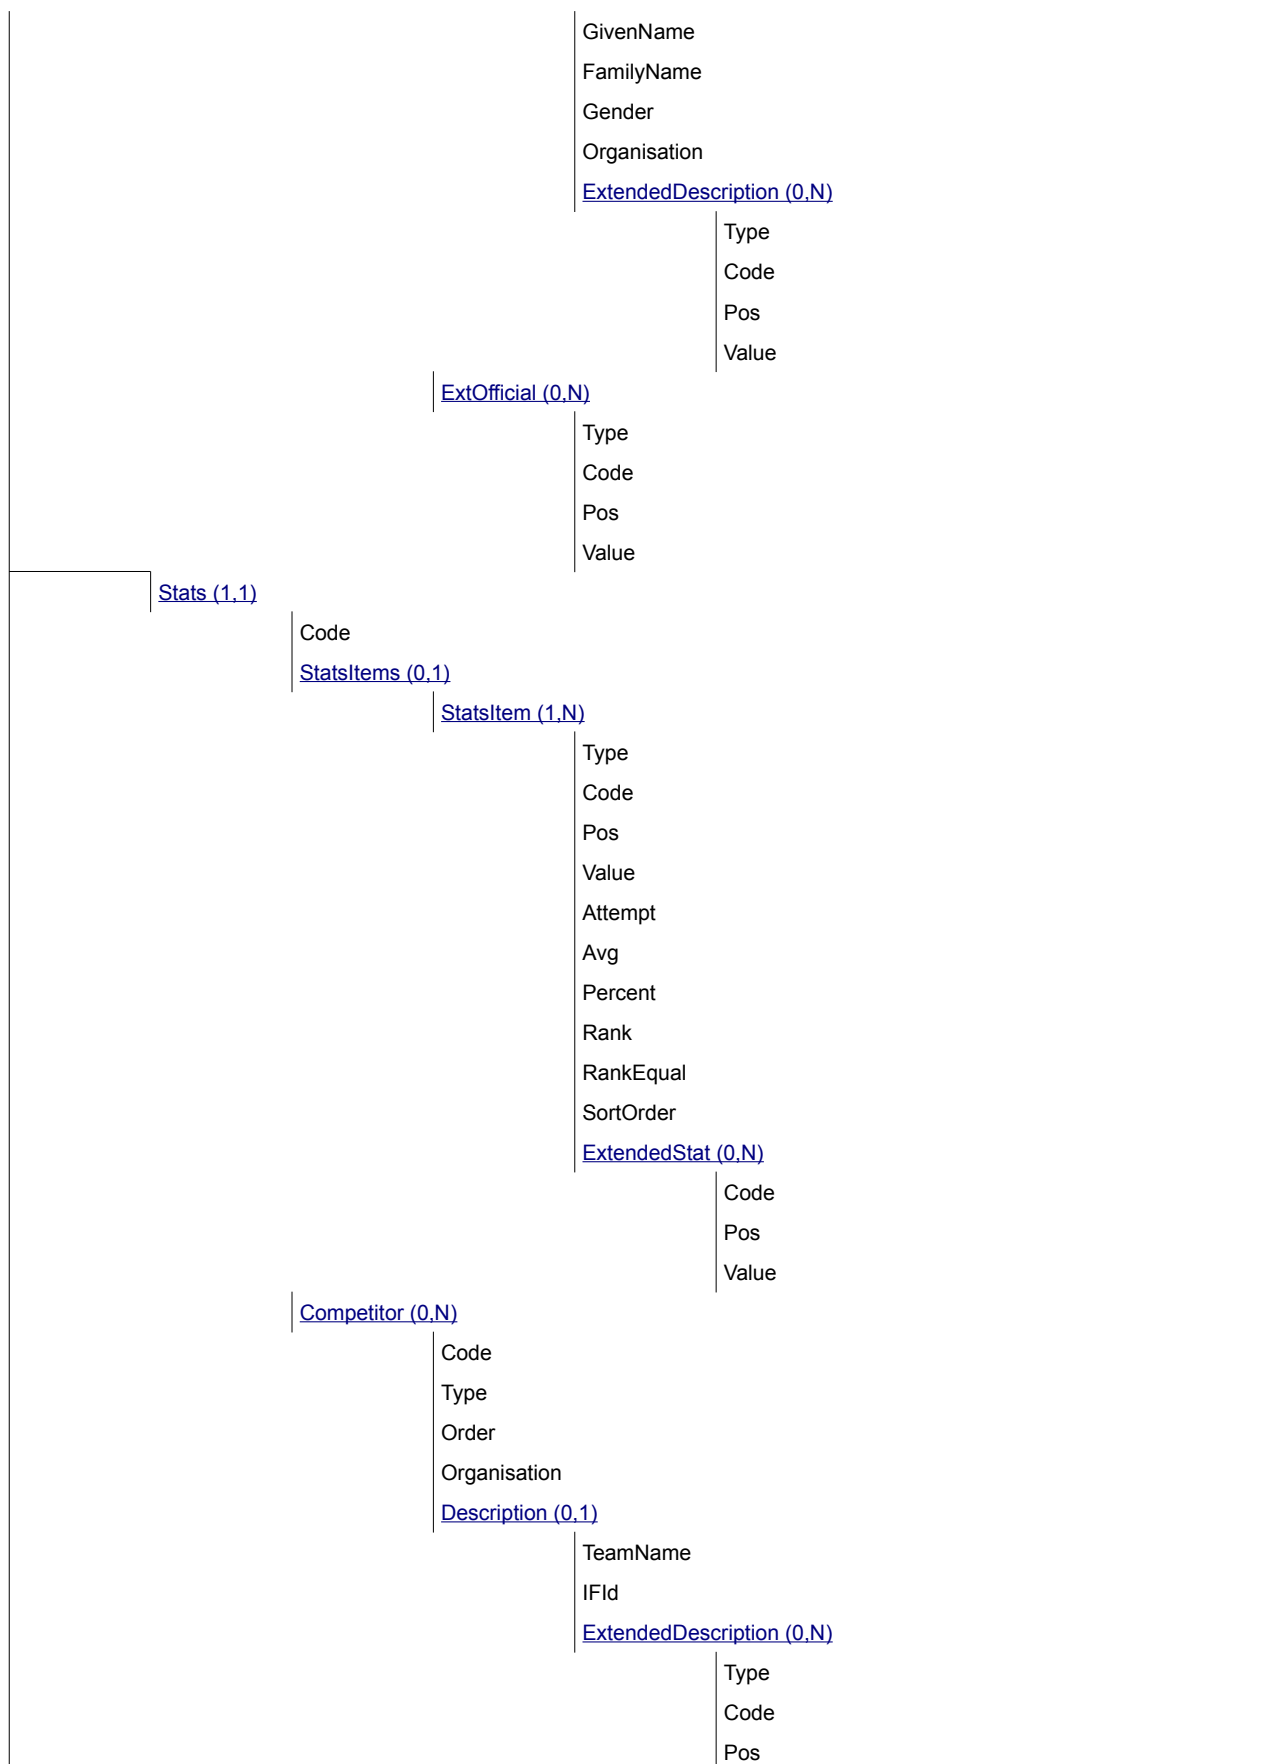 GivenName
FamilyName
Gender
Organisation
ExtendedDescription (0,N)
Type
Code
Pos
Value
ExtOfficial (0,N)
Type
Code
Pos
Value
Stats (1,1)
Code
StatsItems (0,1)
StatsItem (1,N)
Type
Code
Pos
Value
Attempt
Avg
Percent
Rank
RankEqual
SortOrder
ExtendedStat (0,N)
Code
Pos
Value
Competitor (0,N)
Code
Type
Order
Organisation
Description (0,1)
TeamName
IFId
ExtendedDescription (0,N)
Type
Code
Pos